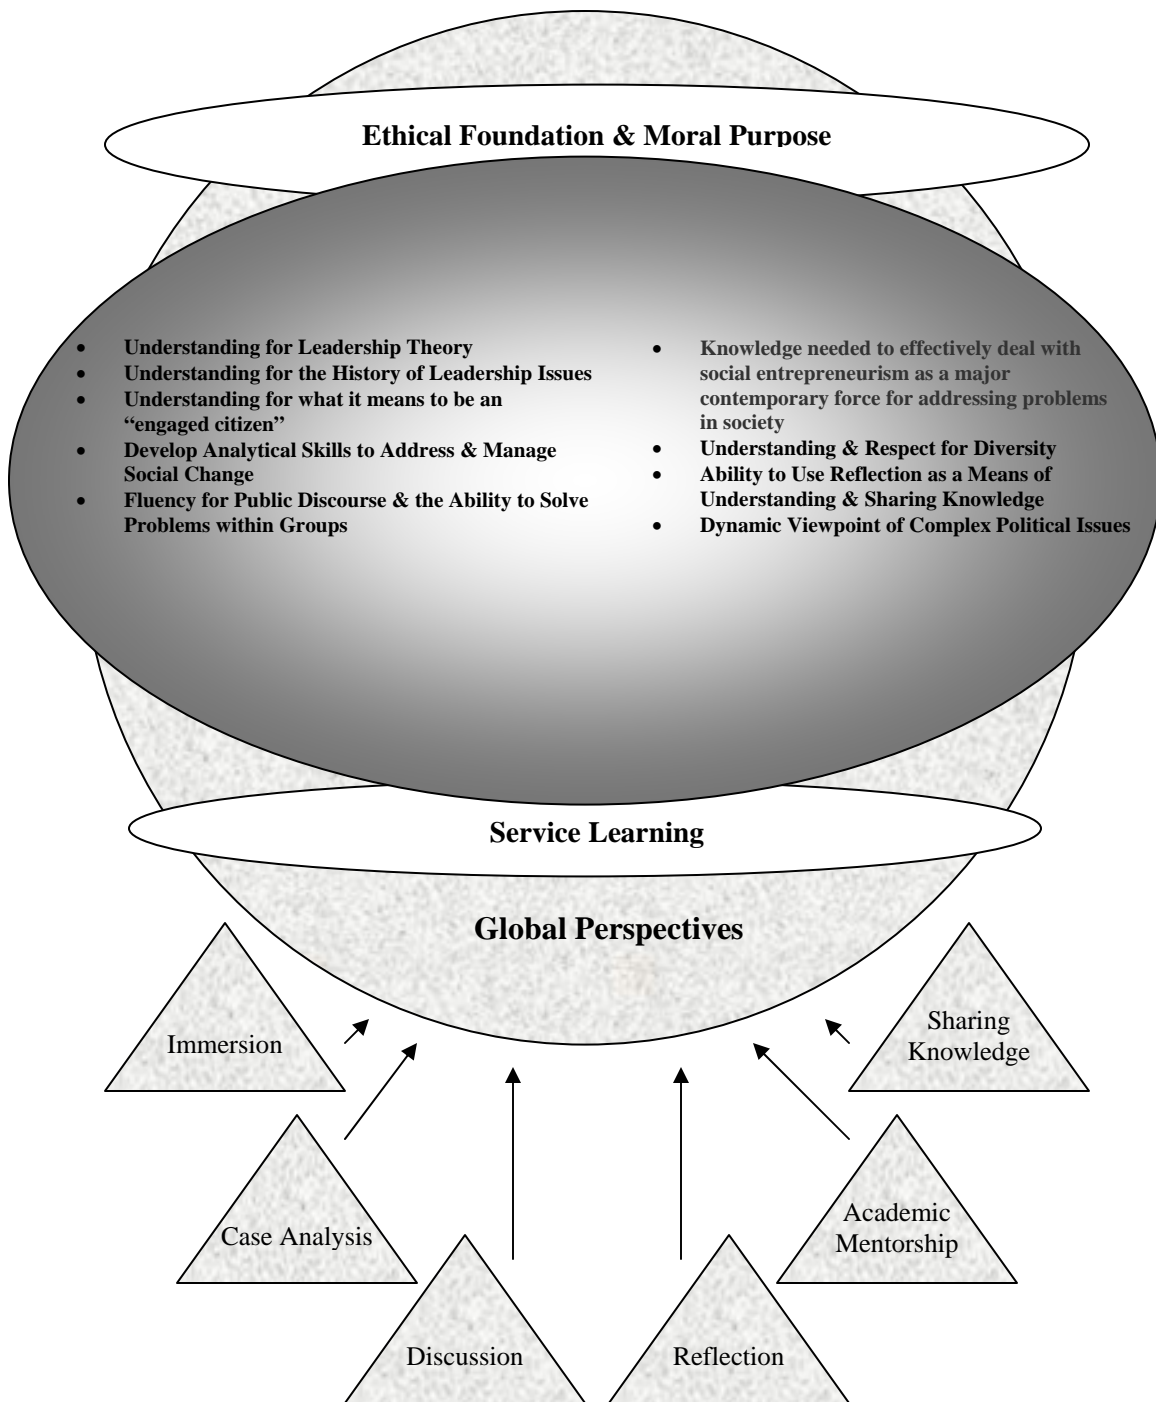 Ethical Foundation & Moral Purpose
• Understanding for Leadership Theory
• Understanding for the History of Leadership Issues
• Understanding for what it means to be an
“engaged citizen”
• Develop Analytical Skills to Address & Manage
Social Change
• Fluency for Public Discourse & the Ability to Solve
Problems within Groups
• Knowledge needed to effectively deal with
social entrepreneurism as a major
contemporary force for addressing problems
in society
• Understanding & Respect for Diversity
• Ability to Use Reflection as a Means of
Understanding & Sharing Knowledge
• Dynamic Viewpoint of Complex Political Issues
Service Learning
Global Perspectives
Immersion
Sharing
Knowledge
Case Analysis
Academic
Mentorship
Discussion
Reflection